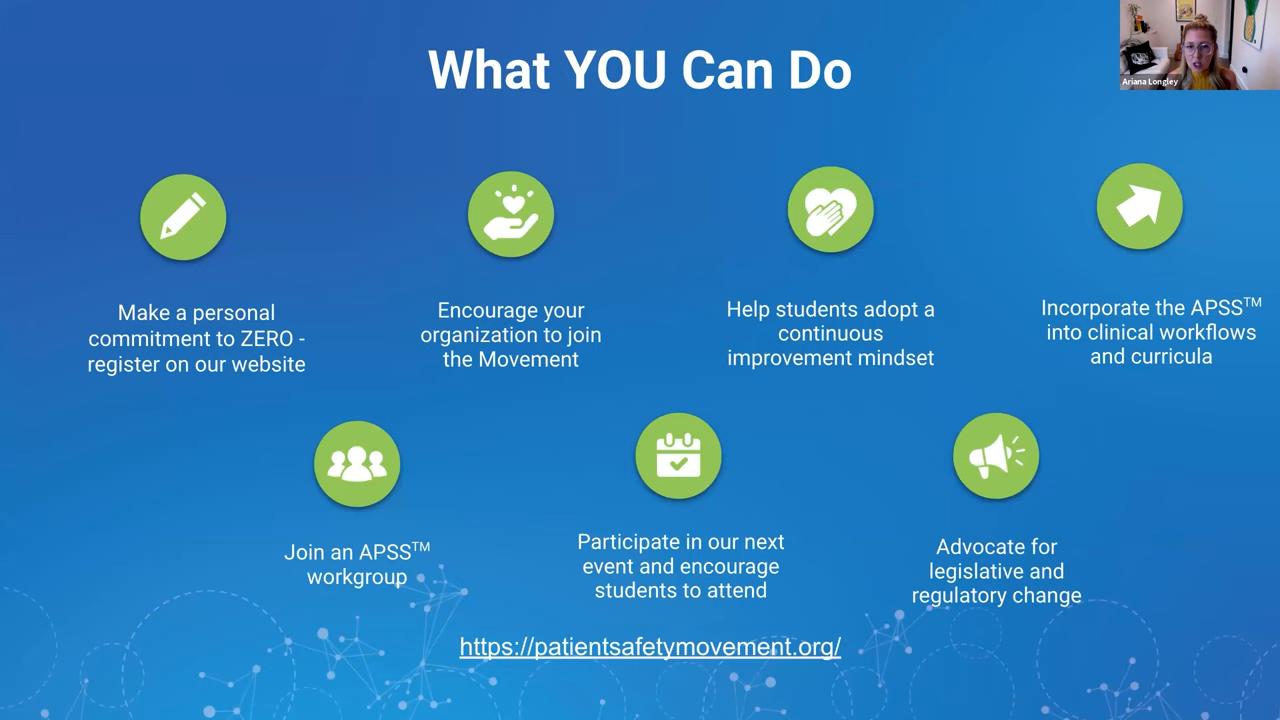 What YOU Can Do
Ariana Longley
Make a personal
commitment to ZERO -
register on our website
Encourage your
organization to join
the Movement
Help students adopt a
continuous
improvement mindset
Incorporate the APSS™
into clinical workflows
and curricula
Join an APSS™
workgroup
Participate in our next
event and encourage
students to attend
Advocate for
legislative and
regulatory change
https://patientsafetymovement.org/